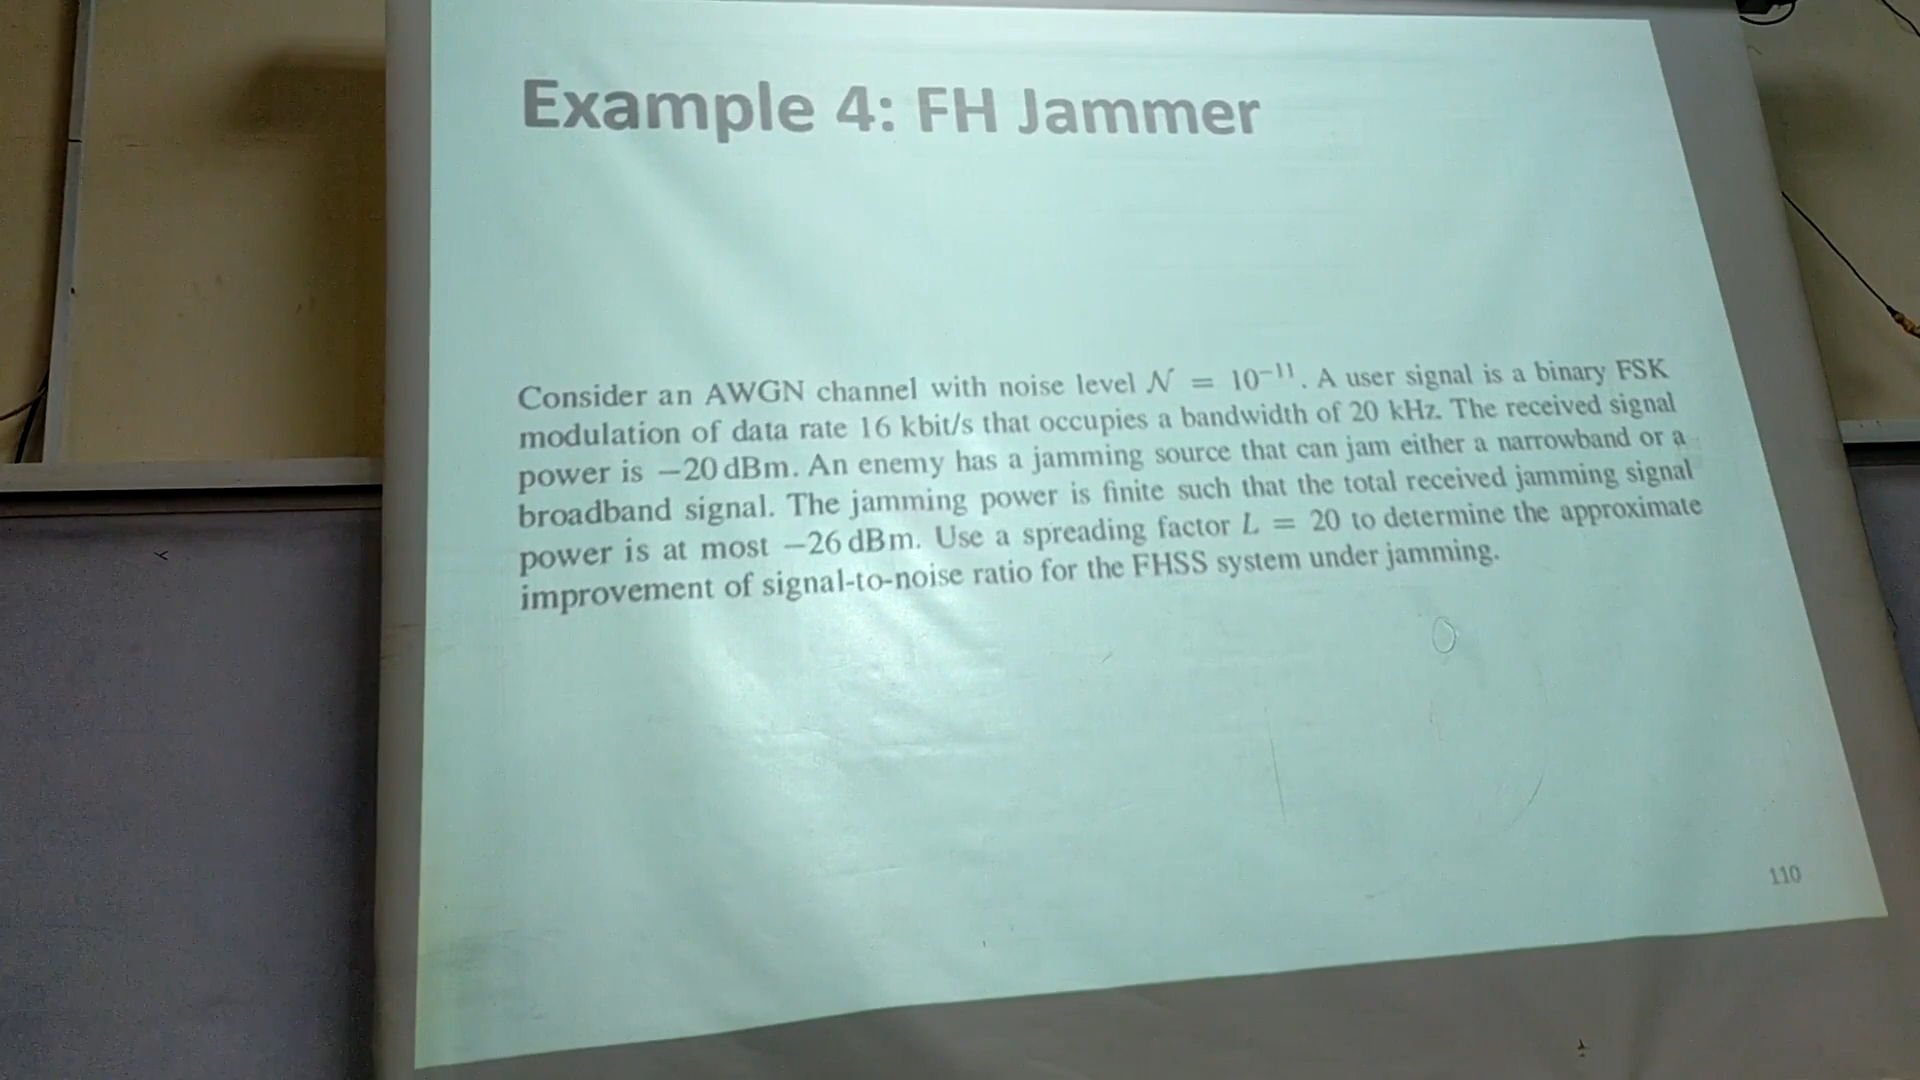 Example 4: FH Jammer
Consider an AWGN channel with noise level 𝒩 = 10⁻¹¹. A user signal is a binary FSK
modulation of data rate 16 kbit/s that occupies a bandwidth of 20 kHz. The received signal
power is −20 dBm. An enemy has a jamming source that can jam either a narrowband or a
broadband signal. The jamming power is finite such that the total received jamming signal
power is at most −26 dBm. Use a spreading factor L = 20 to determine the approximate
improvement of signal-to-noise ratio for the FHSS system under jamming.
110